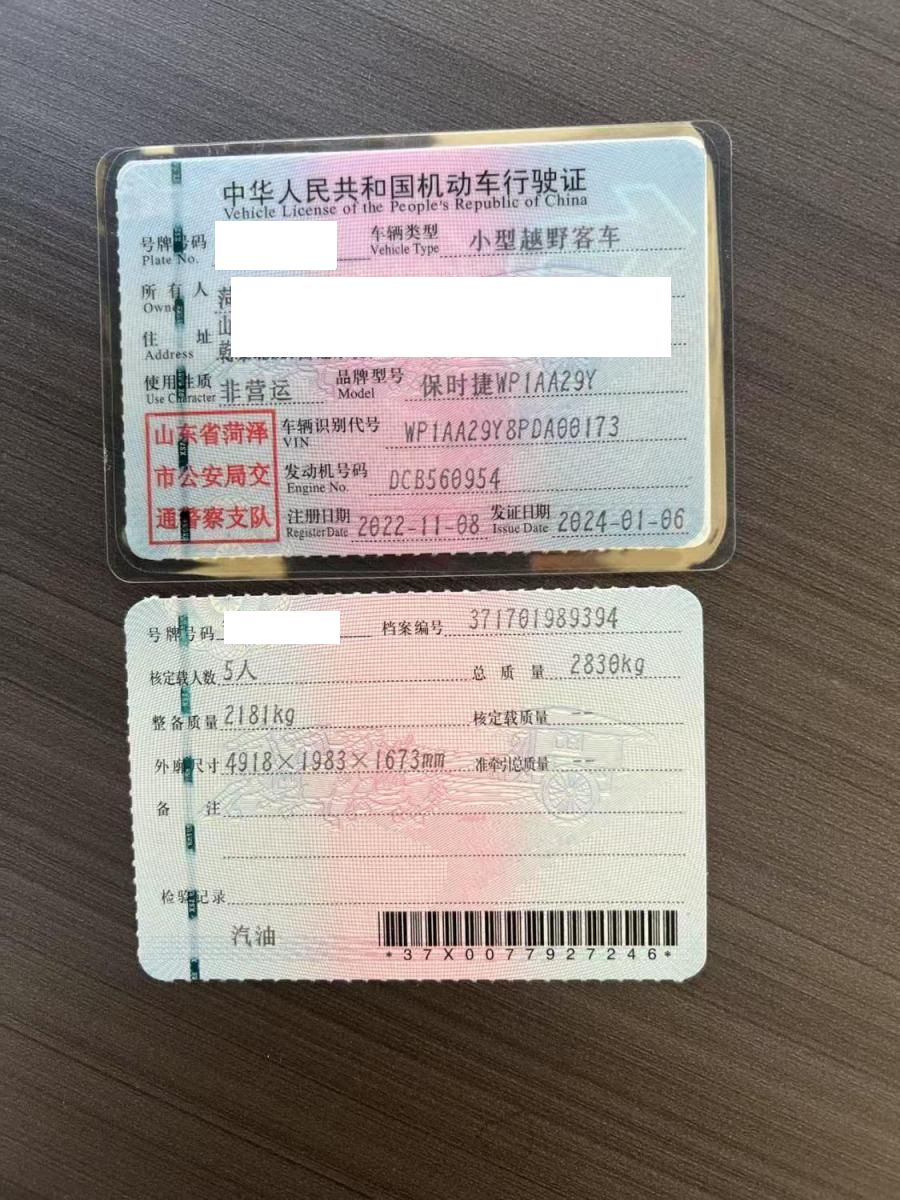 中华人民共和国机动车行驶证
Vehicle License of the People's Republic of China
号牌号码 车辆类型 小型越野客车
Plate No. Vehicle Type
所有人
Owner
住址
Address
使用性质 非营运 品牌型号 保时捷WP1AA29Y
Use Character Model
山东省菏泽
市公安局交
通警察支队
车辆识别代号 WP1AA29Y8PDA00173
VIN
发动机号码 DCB560954
Engine No.
注册日期 2022-11-08 发证日期 2024-01-06
Register Date Issue Date
号牌号码 档案编号 371701989394
核定载人数 5人 总质量 2830kg
整备质量 2181kg 核定载质量 --
外廓尺寸 4918×1983×1673mm 准牵引总质量 --
备注
检验记录
汽油
*37X0077927246*